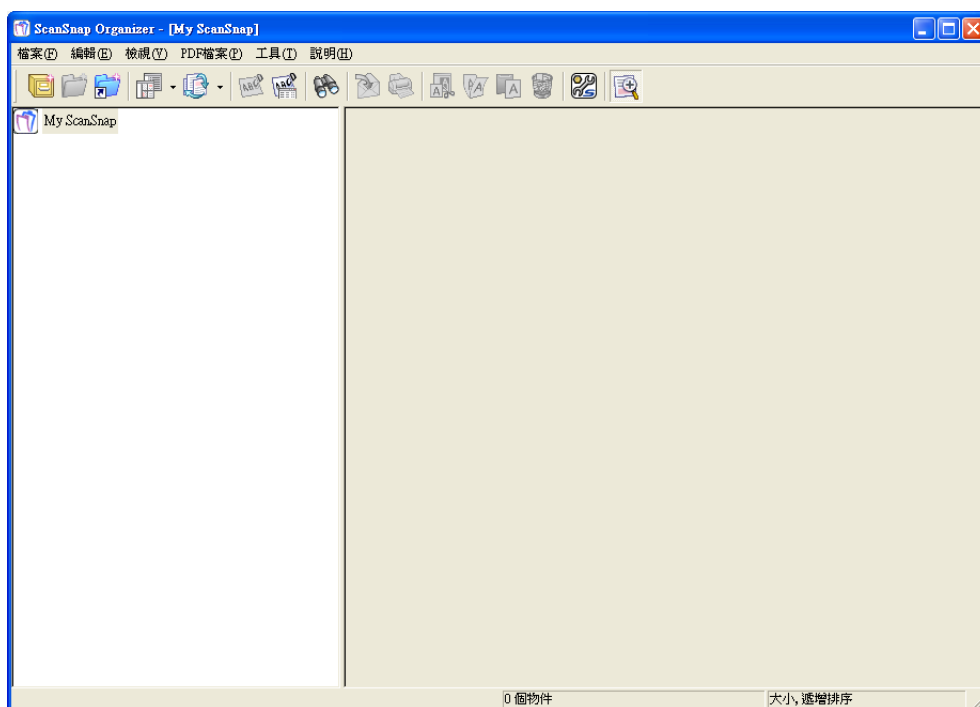 ScanSnap Organizer - [My ScanSnap]
檔案(F) 編輯(E) 檢視(V) PDF檔案(P) 工具(T) 說明(H)
My ScanSnap
0 個物件 大小, 遞增排序